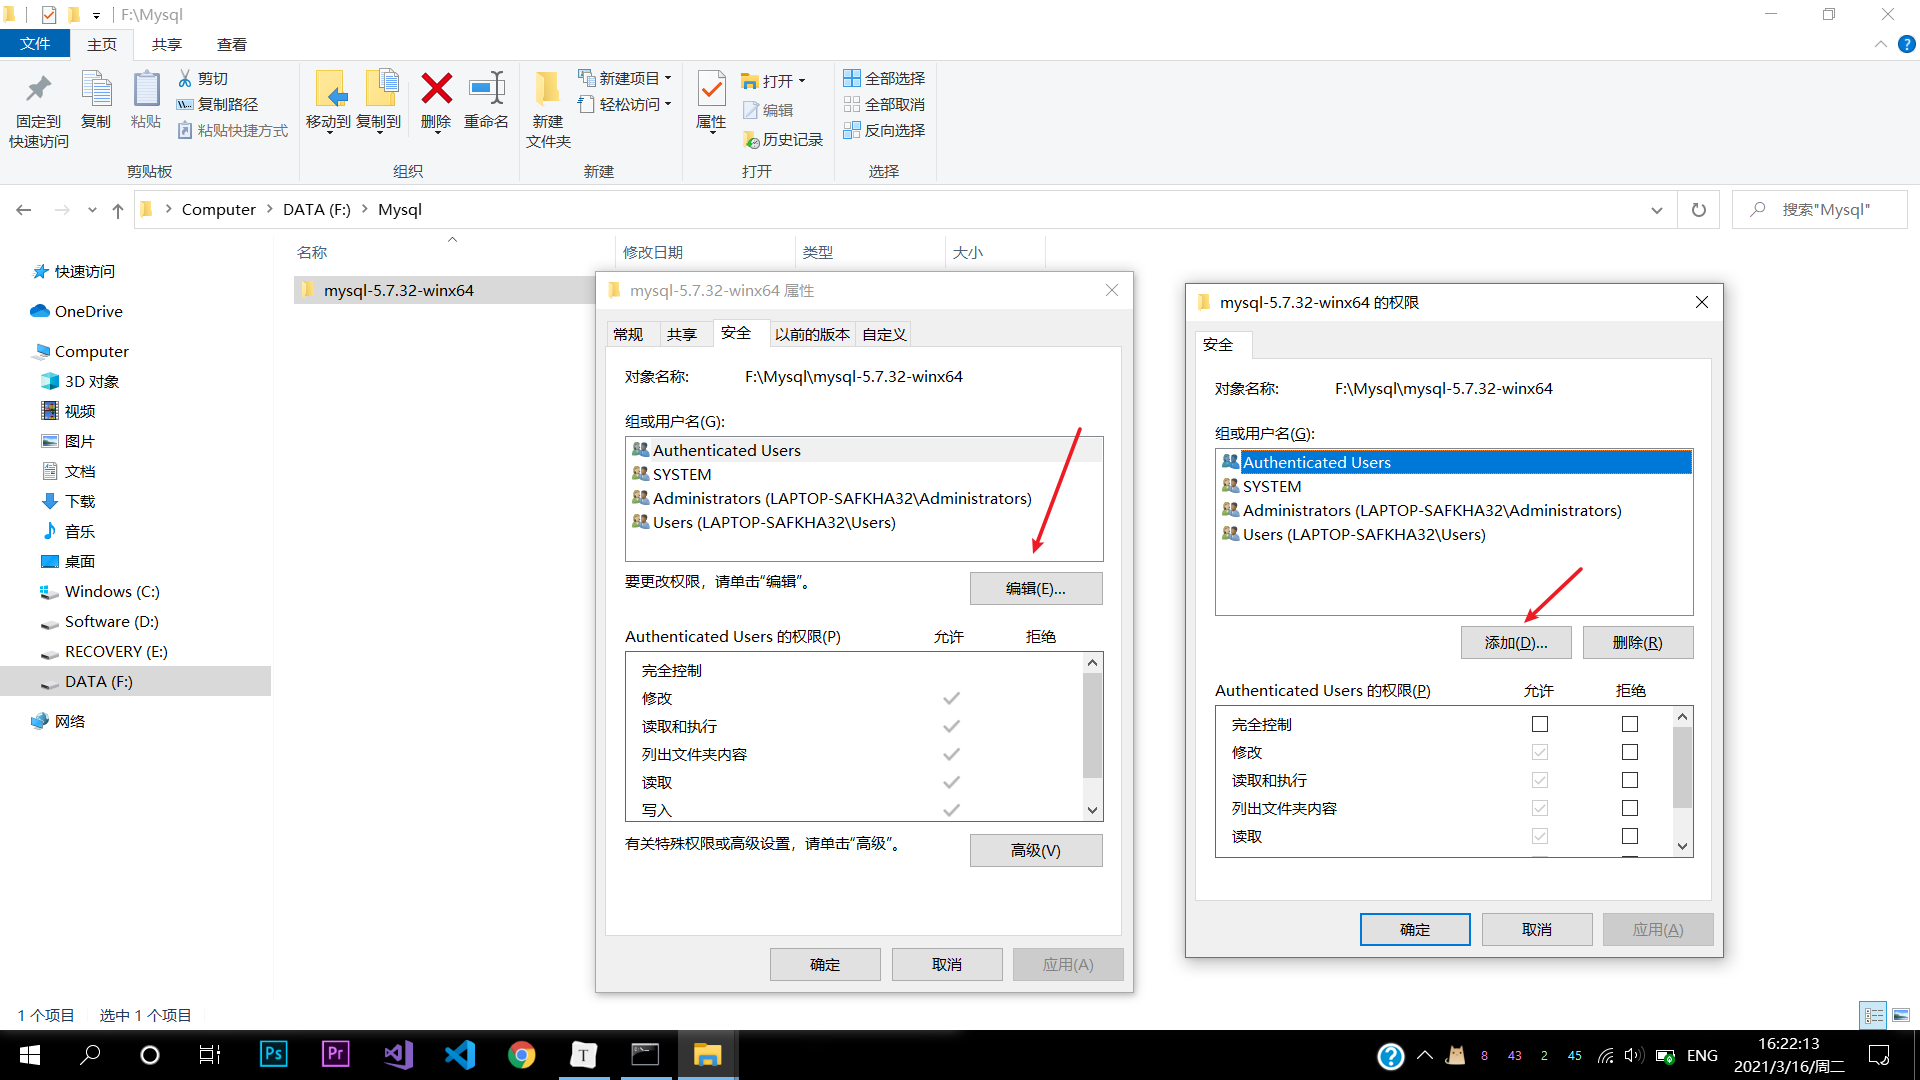 F:\Mysql
文件 主页 共享 查看
固定到
快速访问
复制
粘贴
剪切
复制路径
粘贴快捷方式
剪贴板
移动到
复制到
删除
重命名
组织
新建
文件夹
新建项目
轻松访问
新建
属性
打开
编辑
历史记录
打开
全部选择
全部取消
反向选择
选择
Computer DATA (F:) Mysql
搜索"Mysql"
名称 修改日期 类型 大小
快速访问
OneDrive
Computer
3D 对象
视频
图片
文档
下载
音乐
桌面
Windows (C:)
Software (D:)
RECOVERY (E:)
DATA (F:)
网络
mysql-5.7.32-winx64
mysql-5.7.32-winx64 属性
常规 共享 安全 以前的版本 自定义
对象名称: F:\Mysql\mysql-5.7.32-winx64
组或用户名(G):
Authenticated Users
SYSTEM
Administrators (LAPTOP-SAFKHA32\Administrators)
Users (LAPTOP-SAFKHA32\Users)
要更改权限，请单击“编辑”。
编辑(E)...
Authenticated Users 的权限(P) 允许 拒绝
完全控制
修改
读取和执行
列出文件夹内容
读取
写入
有关特殊权限或高级设置，请单击“高级”。
高级(V)
确定 取消 应用(A)
mysql-5.7.32-winx64 的权限
安全
对象名称: F:\Mysql\mysql-5.7.32-winx64
组或用户名(G):
Authenticated Users
SYSTEM
Administrators (LAPTOP-SAFKHA32\Administrators)
Users (LAPTOP-SAFKHA32\Users)
添加(D)... 删除(R)
Authenticated Users 的权限(P) 允许 拒绝
完全控制
修改
读取和执行
列出文件夹内容
读取
确定 取消 应用(A)
1 个项目 选中 1 个项目
Ps Pr T
8 43 2 45 ENG
16:22:13
2021/3/16/周二